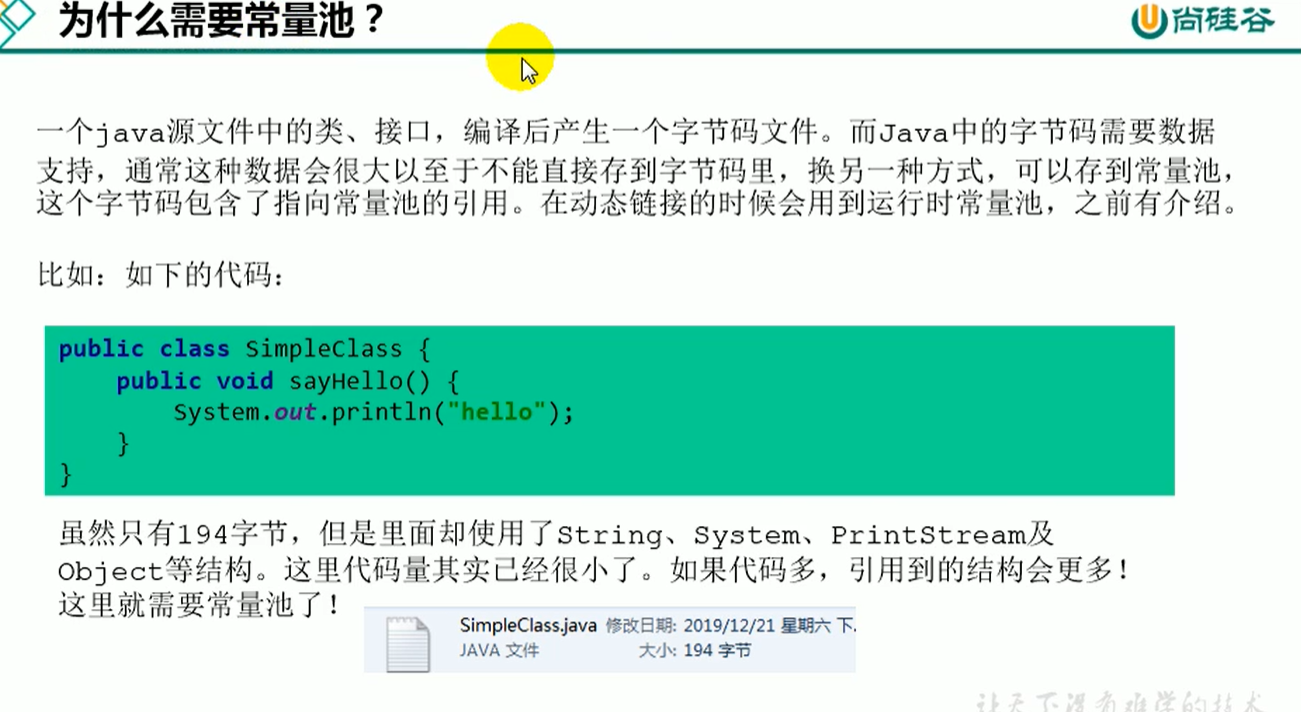 为什么需要常量池？
尚硅谷
一个java源文件中的类、接口，编译后产生一个字节码文件。而Java中的字节码需要数据
支持，通常这种数据会很大以至于不能直接存到字节码里，换另一种方式，可以存到常量池，
这个字节码包含了指向常量池的引用。在动态链接的时候会用到运行时常量池，之前有介绍。
比如：如下的代码：
public class SimpleClass {
    public void sayHello() {
        System.out.println("hello");
    }
}
虽然只有194字节，但是里面却使用了String、System、PrintStream及
Object等结构。这里代码量其实已经很小了。如果代码多，引用到的结构会更多！
这里就需要常量池了！
SimpleClass.java 修改日期: 2019/12/21 星期六 下.
JAVA 文件 大小: 194 字节
让天下没有难学的技术